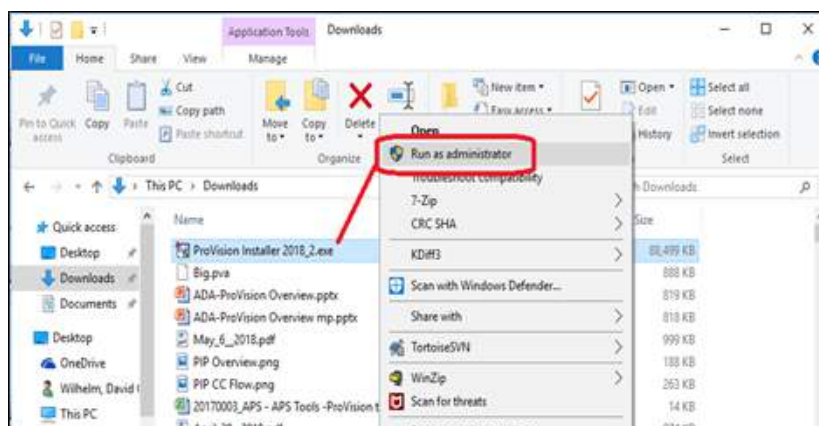 Application Tools Downloads
File Home Share View Manage
Pin to Quick access
Copy
Paste
Cut
Copy path
Paste shortcut
Clipboard
Move to
Copy to
Delete
Organize
New item
Easy access
Open
Edit
History
Select all
Select none
Invert selection
Select
This PC > Downloads
Downloads
Quick access
Desktop
Downloads
Documents
Desktop
OneDrive
Wilhelm, David
This PC
Name
Size
ProVision Installer 2018_2.exe 88,499 KB
Big.pva 888 KB
ADA-ProVision Overview.pptx 819 KB
ADA-ProVision Overview mp.pptx 818 KB
May_6__2018.pdf 999 KB
PIP Overview.png 188 KB
PIP CC Flow.png 263 KB
20170003_APS - APS Tools -ProVision t 14 KB
Open
Run as administrator
Troubleshoot compatibility
7-Zip
CRC SHA
KDiff3
Scan with Windows Defender...
Share with
TortoiseSVN
WinZip
Scan for threats